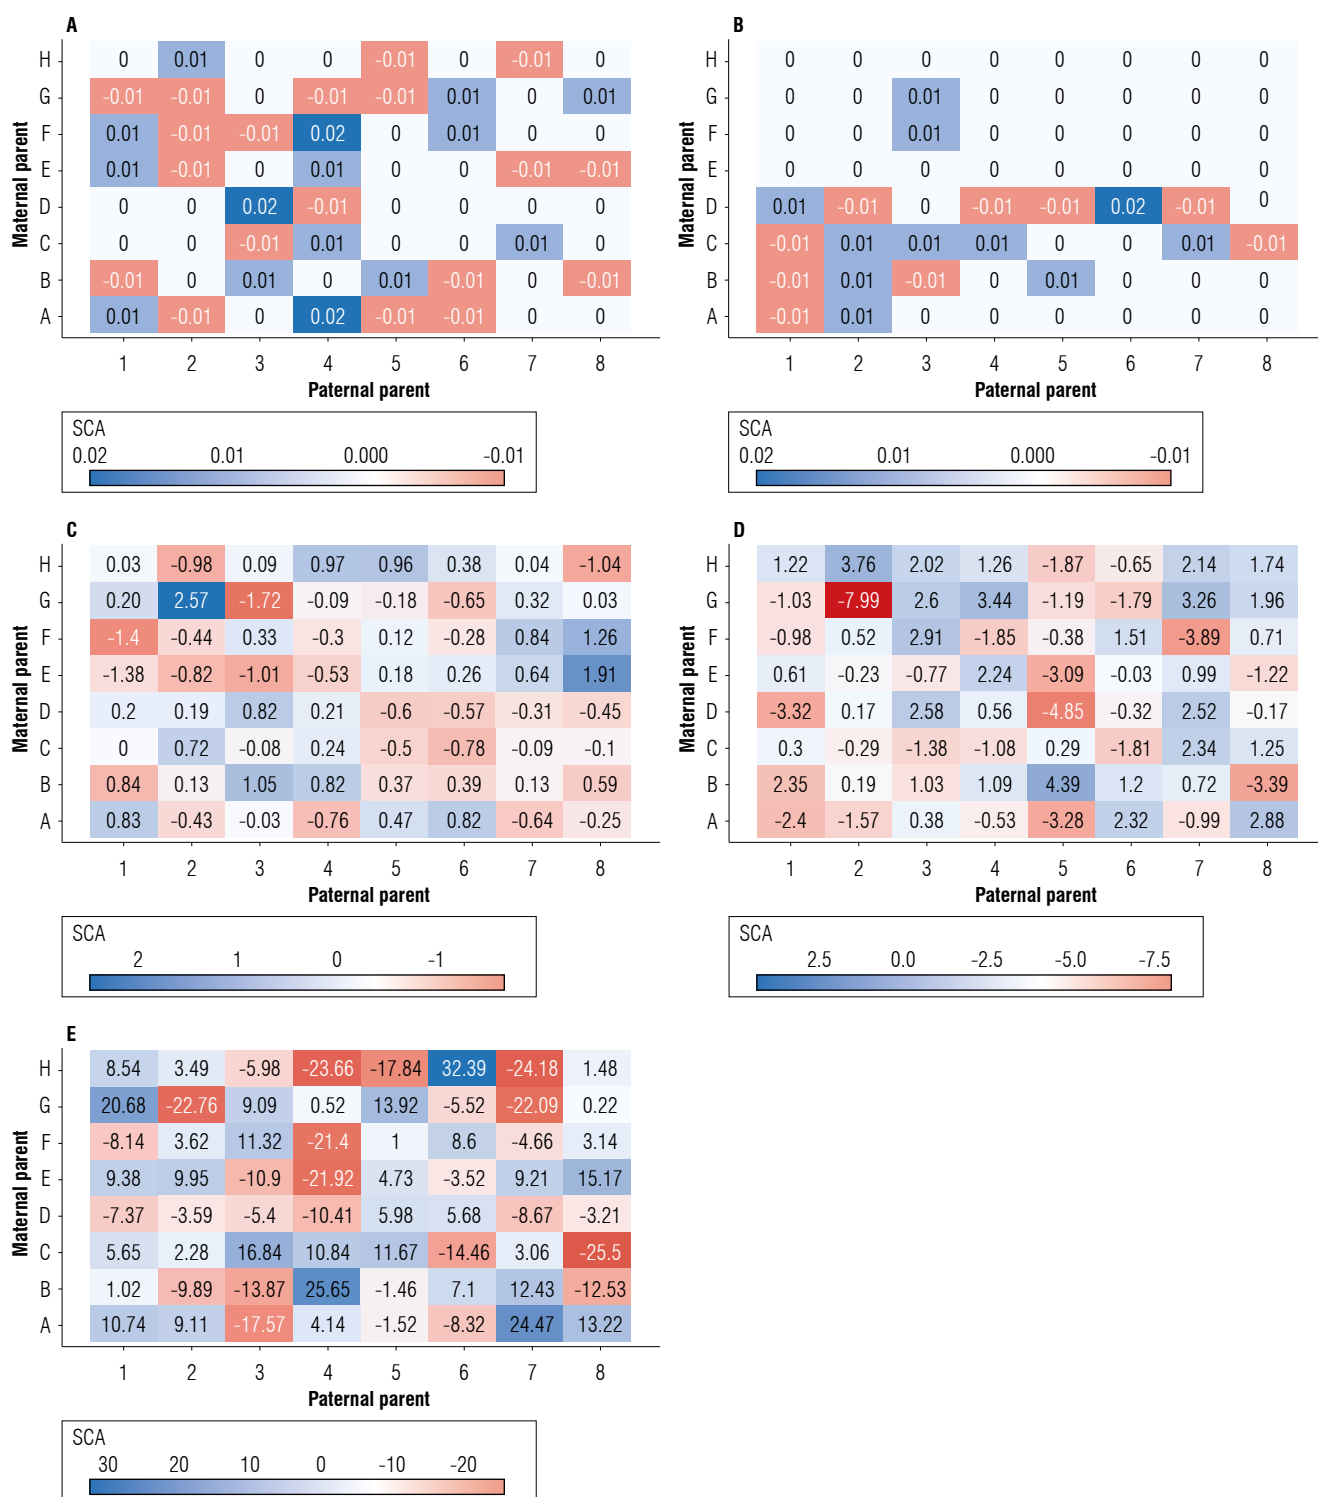 A
H 0 0.01 0 0 -0.01 0 -0.01 0
G -0.01 -0.01 0 -0.01 -0.01 0.01 0 0.01
F 0.01 -0.01 -0.01 0.02 0 0.01 0 0
E 0.01 -0.01 0 0.01 0 0 -0.01 -0.01
D 0 0 0.02 -0.01 0 0 0 0
C 0 0 -0.01 0.01 0 0 0.01 0
B -0.01 0 0.01 0 0.01 -0.01 0 -0.01
A 0.01 -0.01 0 0.02 -0.01 -0.01 0 0
Maternal parent
1 2 3 4 5 6 7 8
Paternal parent
SCA
0.02 0.01 0.000 -0.01
B
H 0 0 0 0 0 0 0 0
G 0 0 0.01 0 0 0 0 0
F 0 0 0.01 0 0 0 0 0
E 0 0 0 0 0 0 0 0
D 0.01 -0.01 0 -0.01 -0.01 0.02 -0.01 0
C -0.01 0.01 0.01 0.01 0 0 0.01 -0.01
B -0.01 0.01 -0.01 0 0.01 0 0 0
A -0.01 0.01 0 0 0 0 0 0
Maternal parent
1 2 3 4 5 6 7 8
Paternal parent
SCA
0.02 0.01 0.000 -0.01
C
H 0.03 -0.98 0.09 0.97 0.96 0.38 0.04 -1.04
G 0.20 2.57 -1.72 -0.09 -0.18 -0.65 0.32 0.03
F -1.4 -0.44 0.33 -0.3 0.12 -0.28 0.84 1.26
E -1.38 -0.82 -1.01 -0.53 0.18 0.26 0.64 1.91
D 0.2 0.19 0.82 0.21 -0.6 -0.57 -0.31 -0.45
C 0 0.72 -0.08 0.24 -0.5 -0.78 -0.09 -0.1
B 0.84 0.13 1.05 0.82 0.37 0.39 0.13 0.59
A 0.83 -0.43 -0.03 -0.76 0.47 0.82 -0.64 -0.25
Maternal parent
1 2 3 4 5 6 7 8
Paternal parent
SCA
2 1 0 -1
D
H 1.22 3.76 2.02 1.26 -1.87 -0.65 2.14 1.74
G -1.03 -7.99 2.6 3.44 -1.19 -1.79 3.26 1.96
F -0.98 0.52 2.91 -1.85 -0.38 1.51 -3.89 0.71
E 0.61 -0.23 -0.77 2.24 -3.09 -0.03 0.99 -1.22
D -3.32 0.17 2.58 0.56 -4.85 -0.32 2.52 -0.17
C 0.3 -0.29 -1.38 -1.08 0.29 -1.81 2.34 1.25
B 2.35 0.19 1.03 1.09 4.39 1.2 0.72 -3.39
A -2.4 -1.57 0.38 -0.53 -3.28 2.32 -0.99 2.88
Maternal parent
1 2 3 4 5 6 7 8
Paternal parent
SCA
2.5 0.0 -2.5 -5.0 -7.5
E
H 8.54 3.49 -5.98 -23.66 -17.84 32.39 -24.18 1.48
G 20.68 -22.76 9.09 0.52 13.92 -5.52 -22.09 0.22
F -8.14 3.62 11.32 -21.4 1 8.6 -4.66 3.14
E 9.38 9.95 -10.9 -21.92 4.73 -3.52 9.21 15.17
D -7.37 -3.59 -5.4 -10.41 5.98 5.68 -8.67 -3.21
C 5.65 2.28 16.84 10.84 11.67 -14.46 3.06 -25.5
B 1.02 -9.89 -13.87 25.65 -1.46 7.1 12.43 -12.53
A 10.74 9.11 -17.57 4.14 -1.52 -8.32 24.47 13.22
Maternal parent
1 2 3 4 5 6 7 8
Paternal parent
SCA
30 20 10 0 -10 -20